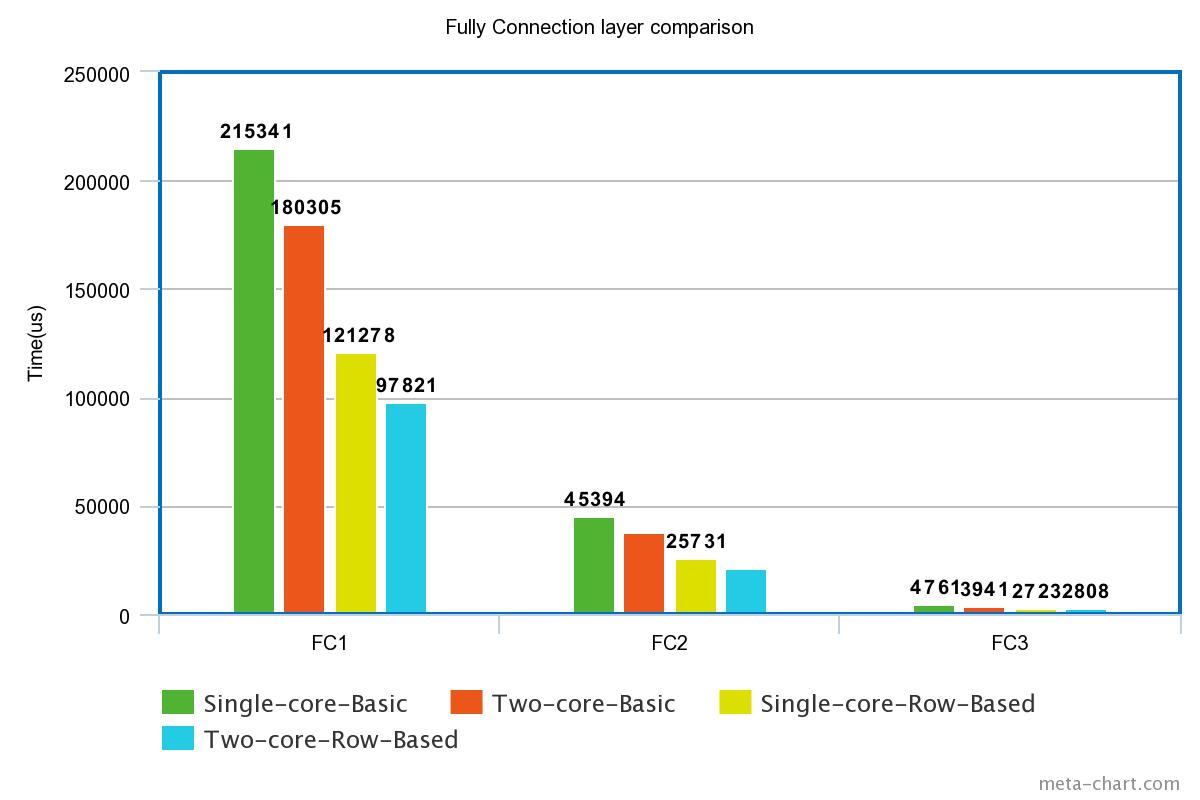 Fully Connection layer comparison
250000
200000
150000
100000
50000
0
Time(us)
215341
180305
121278
97821
45394
25731
4761 3941 2723 2808
FC1 FC2 FC3
Single-core-Basic Two-core-Basic Single-core-Row-Based
Two-core-Row-Based
meta-chart.com